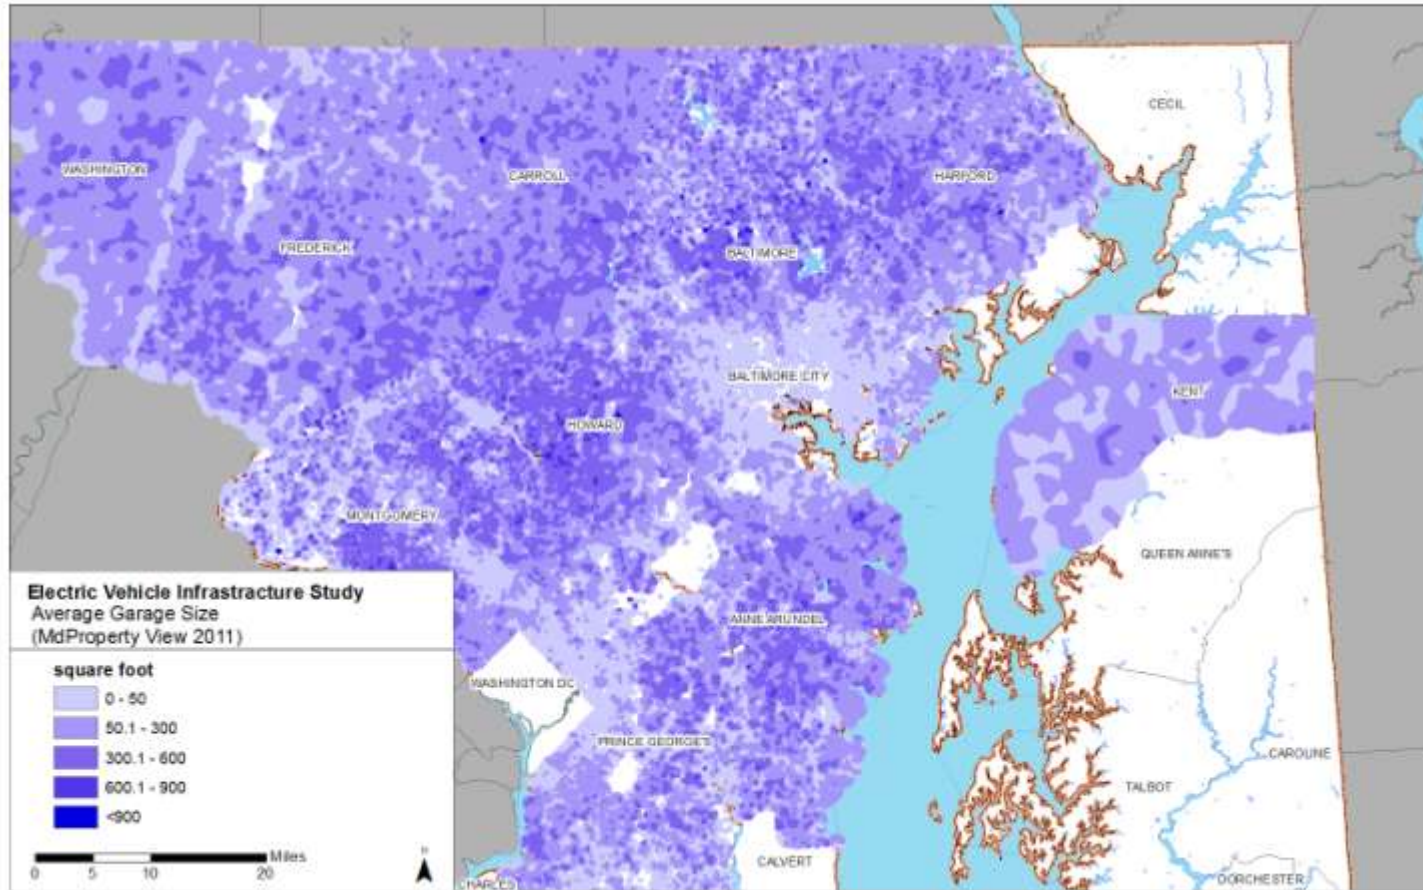 CECIL
WASHINGTON
CARROLL
HARFORD
FREDERICK
BALTIMORE
BALTIMORE CITY
KENT
HOWARD
MONTGOMERY
QUEEN ANNE'S
Electric Vehicle Infrastracture Study
Average Garage Size
(MdProperty View 2011)
ANNE ARUNDEL
square foot
WASHINGTON DC
0 - 50
50.1 - 300
PRINCE GEORGE'S
300.1 - 600
CAROLINE
600.1 - 900
TALBOT
<900
Miles
0 5 10 20
N
CALVERT
CHARLES
DORCHESTER